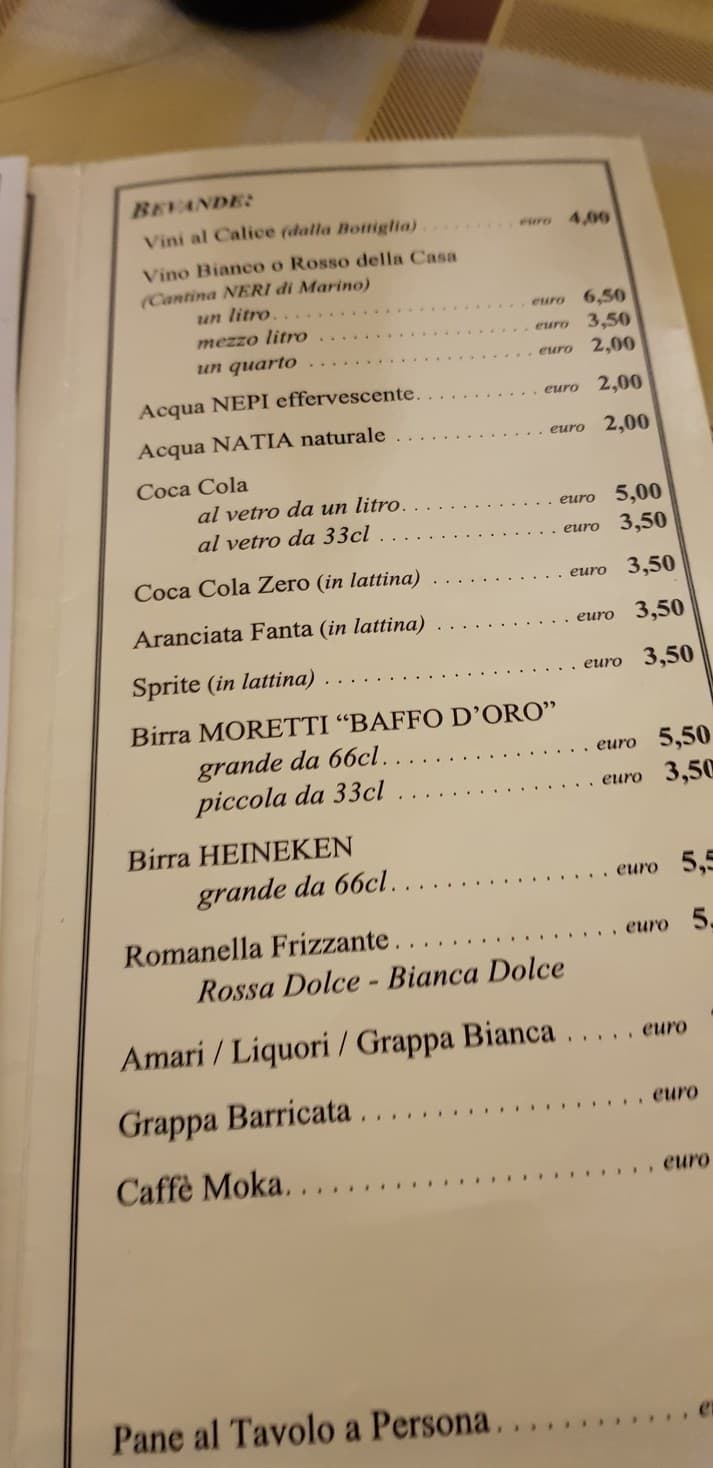 BEVANDE:
Vini al Calice (dalla Bottiglia) . . . . . . . . . euro 4,00
Vino Bianco o Rosso della Casa
(Cantina NERI di Marino)
un litro. . . . . . . . . . . . . . . . . . . euro 6,50
mezzo litro . . . . . . . . . . . . . . . . euro 3,50
un quarto . . . . . . . . . . . . . . . . . euro 2,00
Acqua NEPI effervescente. . . . . . . . . . . euro 2,00
Acqua NATIA naturale . . . . . . . . . . . . . euro 2,00
Coca Cola
al vetro da un litro. . . . . . . . . . . . . euro 5,00
al vetro da 33cl . . . . . . . . . . . . . . . euro 3,50
Coca Cola Zero (in lattina) . . . . . . . . . . . euro 3,50
Aranciata Fanta (in lattina) . . . . . . . . . . . euro 3,50
Sprite (in lattina) . . . . . . . . . . . . . . . . . . . . euro 3,50
Birra MORETTI “BAFFO D’ORO”
grande da 66cl. . . . . . . . . . . . . . . . euro 5,50
piccola da 33cl . . . . . . . . . . . . . . . euro 3,50
Birra HEINEKEN
grande da 66cl. . . . . . . . . . . . . . . . euro 5,5
Romanella Frizzante. . . . . . . . . . . . . . . . euro 5.
Rossa Dolce - Bianca Dolce
Amari / Liquori / Grappa Bianca . . . . . euro
Grappa Barricata . . . . . . . . . . . . . . . . . . . euro
Caffè Moka. . . . . . . . . . . . . . . . . . . . . . . . euro
Pane al Tavolo a Persona. . . . . . . . . . . .